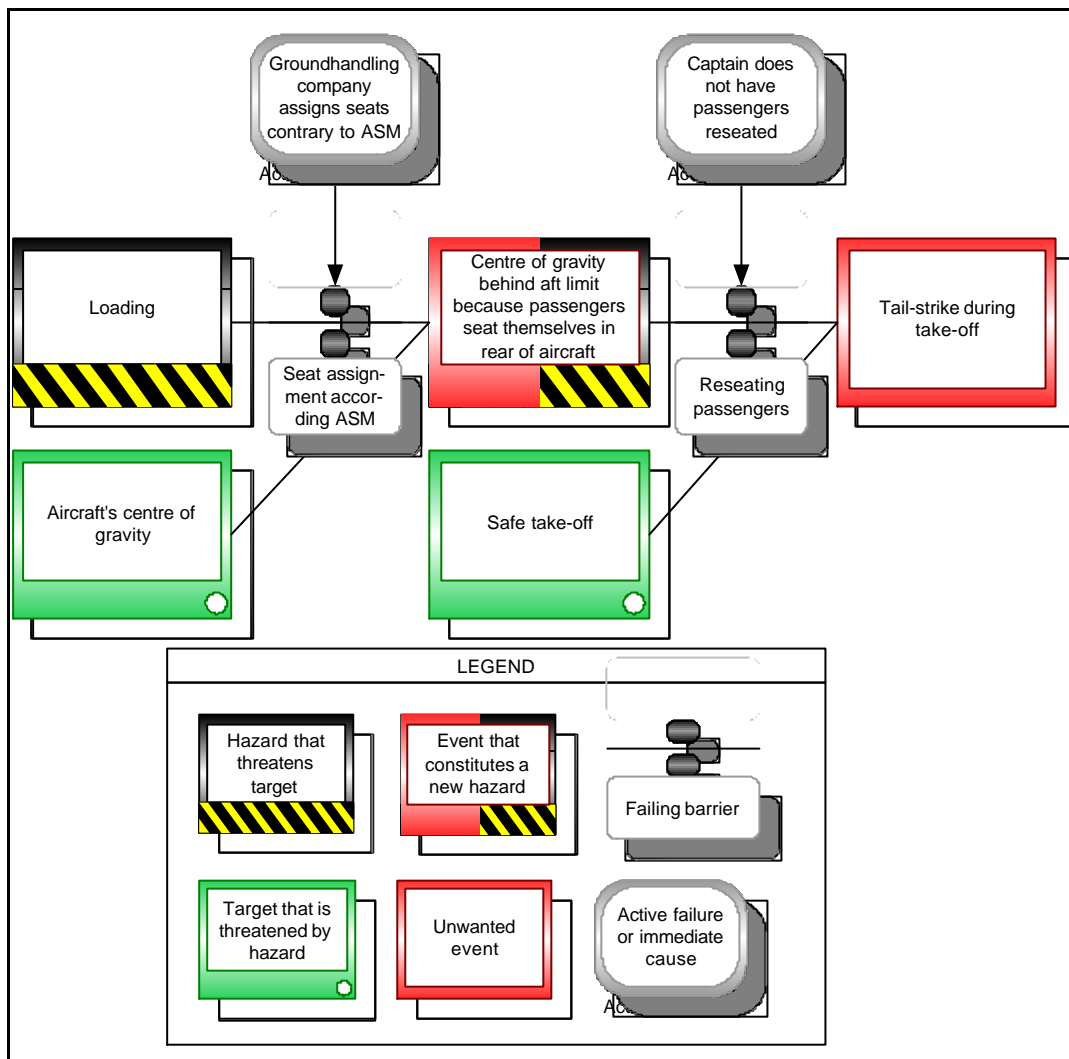 Groundhandling
company
assigns seats
contrary to ASM
Captain does
not have
passengers
reseated
Loading
Seat assign-
ment accor-
ding ASM
Centre of gravity
behind aft limit
because passengers
seat themselves in
rear of aircraft
Reseating
passengers
Tail-strike during
take-off
Aircraft's centre of
gravity
Safe take-off
LEGEND
Hazard that
threatens
target
Event that
constitutes a
new hazard
Failing barrier
Target that is
threatened by
hazard
Unwanted
event
Active failure
or immediate
cause